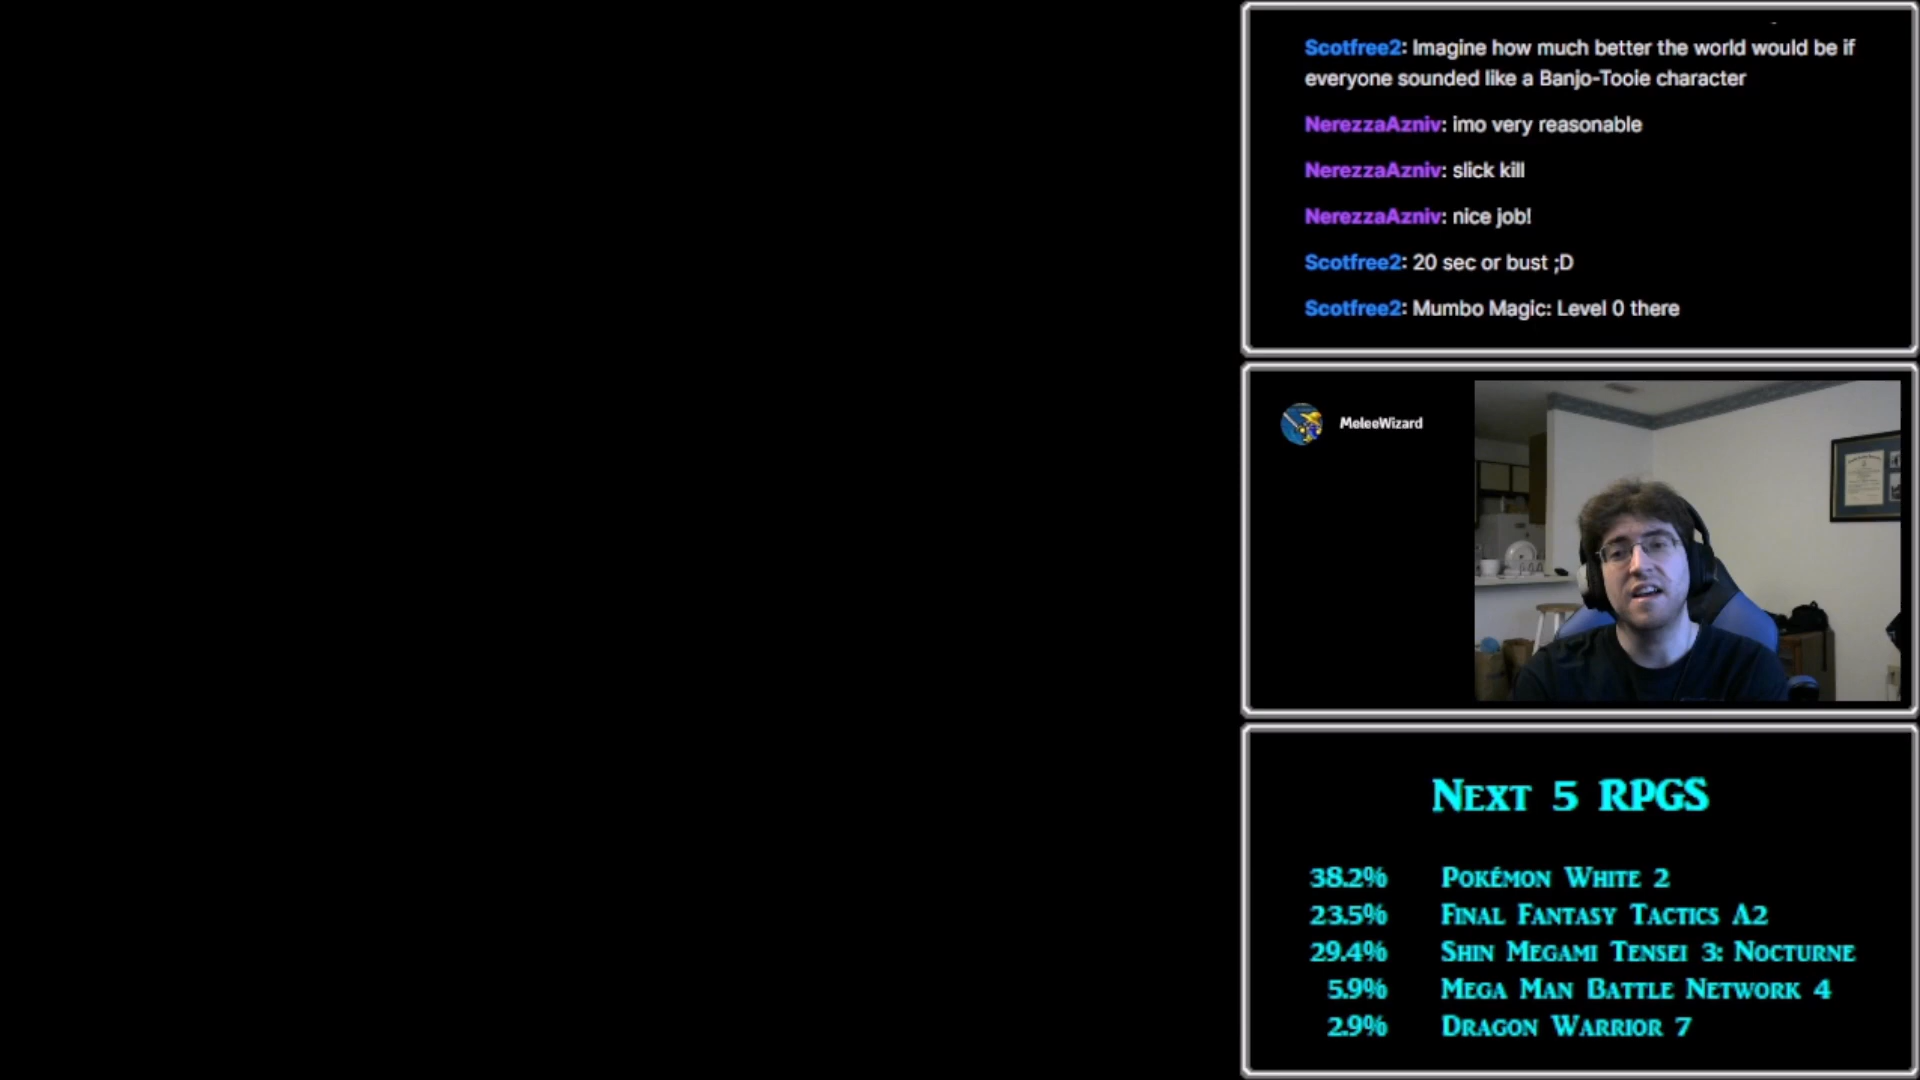 Scotfree2: Imagine how much better the world would be if
everyone sounded like a Banjo-Tooie character
NerezzaAzniv: imo very reasonable
NerezzaAzniv: slick kill
NerezzaAzniv: nice job!
Scotfree2: 20 sec or bust ;D
Scotfree2: Mumbo Magic: Level 0 there
MeleeWizard
Next 5 RPGs
38.2% Pokémon White 2
23.5% Final Fantasy Tactics A2
29.4% Shin Megami Tensei 3: Nocturne
5.9% Mega Man Battle Network 4
2.9% Dragon Warrior 7